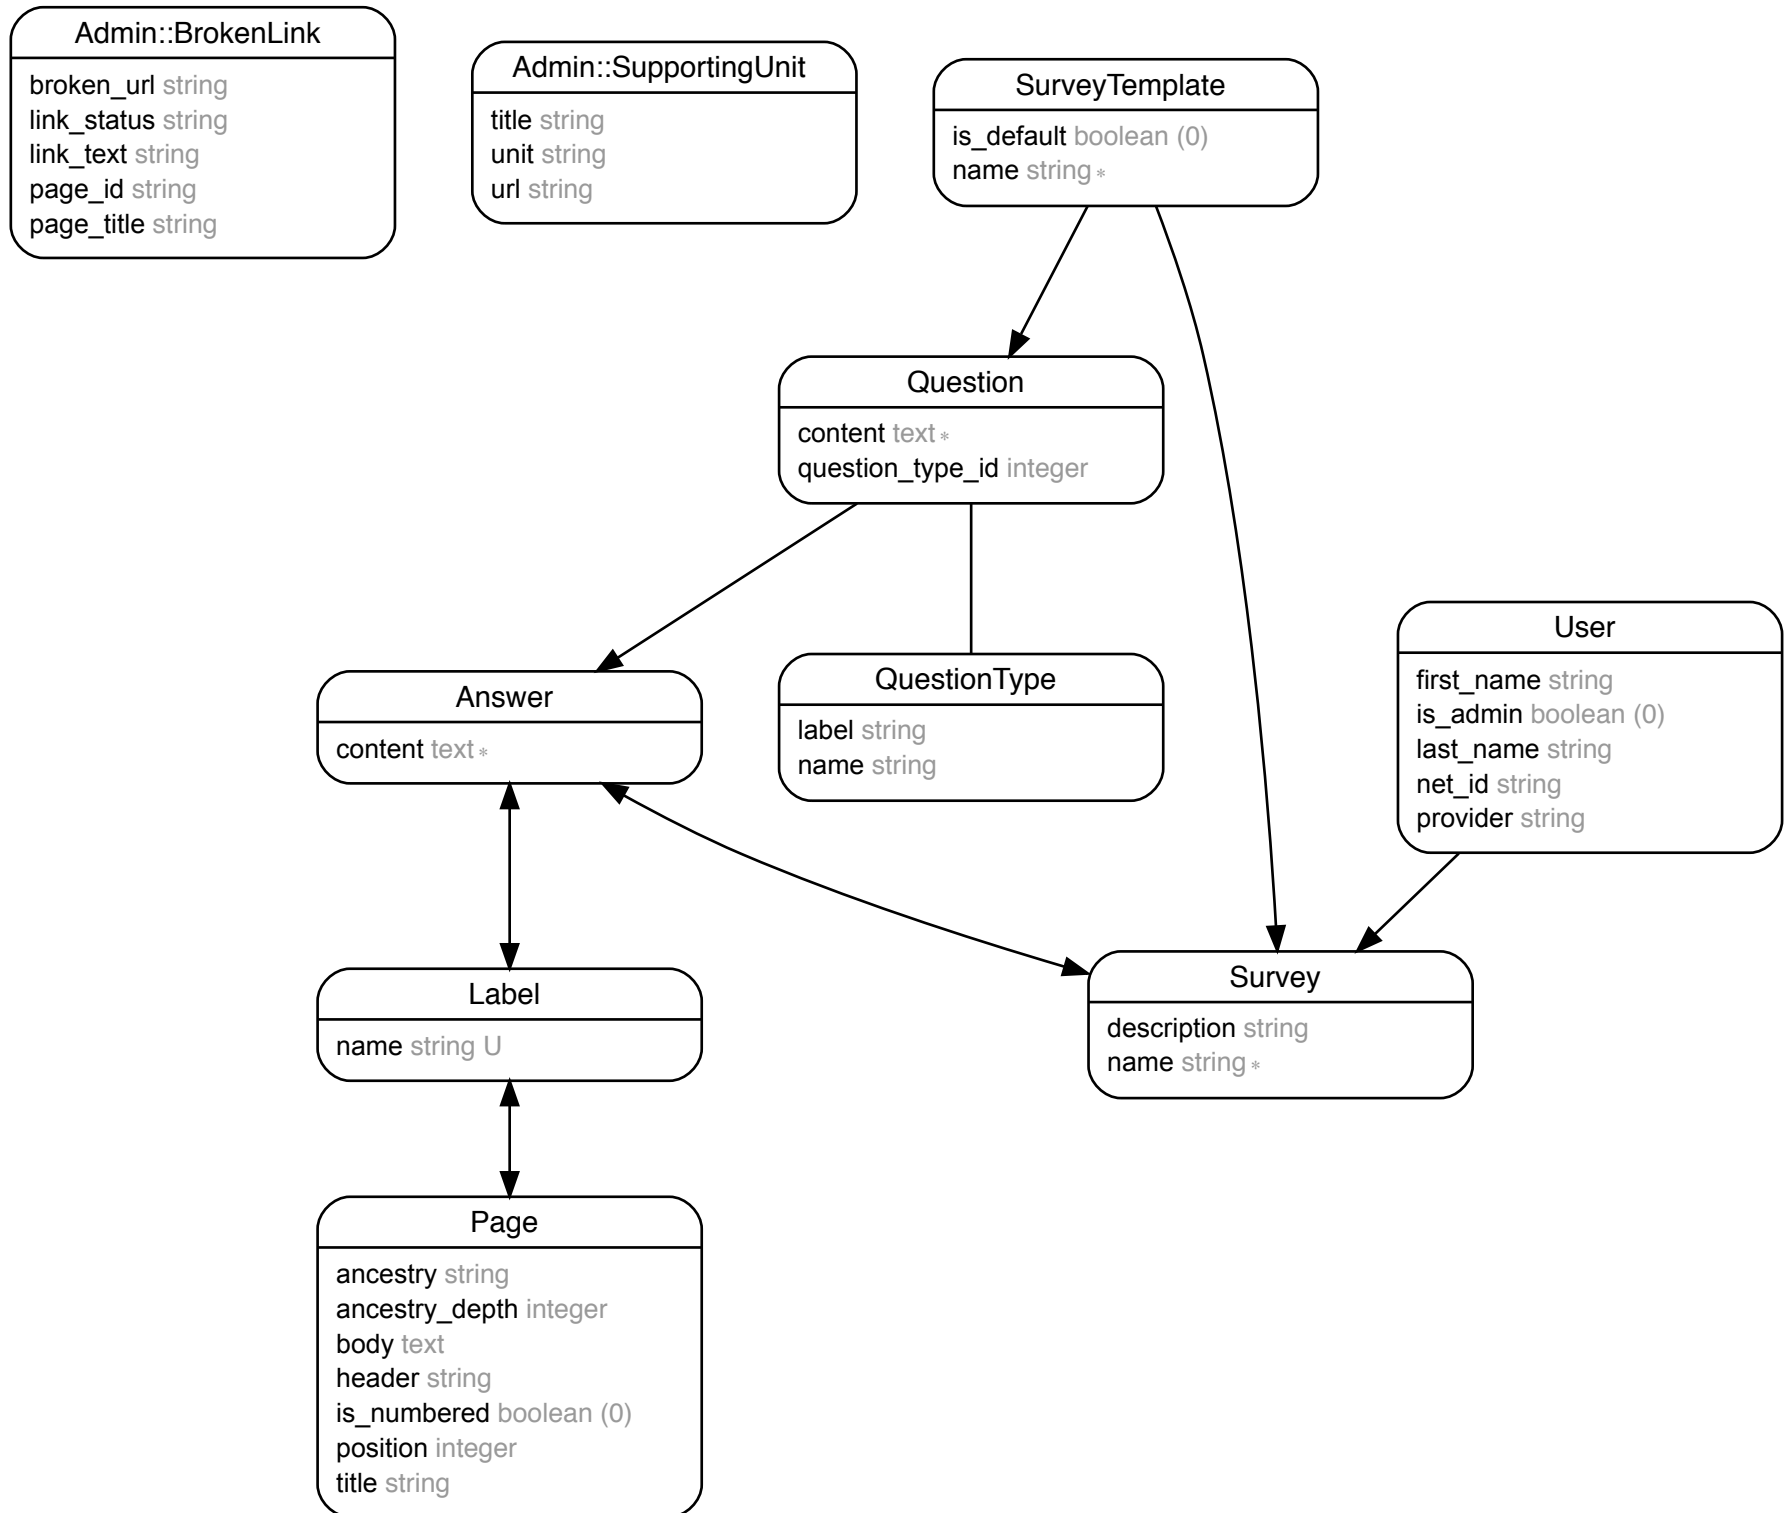 Admin::BrokenLink
broken_url string
link_status string
link_text string
page_id string
page_title string
Admin::SupportingUnit
title string
unit string
url string
SurveyTemplate
is_default boolean (0)
name string *
Question
content text *
question_type_id integer
Answer
content text *
QuestionType
label string
name string
User
first_name string
is_admin boolean (0)
last_name string
net_id string
provider string
Label
name string U
Survey
description string
name string *
Page
ancestry string
ancestry_depth integer
body text
header string
is_numbered boolean (0)
position integer
title string